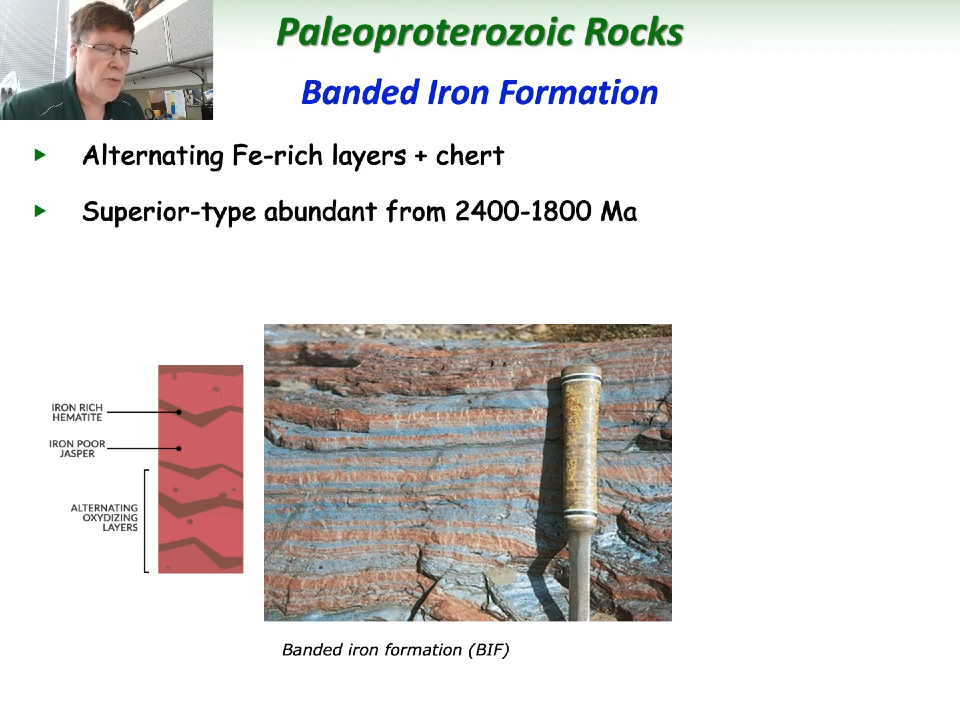 Paleoproterozoic Rocks
Banded Iron Formation
Alternating Fe-rich layers + chert
Superior-type abundant from 2400-1800 Ma
IRON RICH
HEMATITE
IRON POOR
JASPER
ALTERNATING
OXYDIZING
LAYERS
Banded iron formation (BIF)